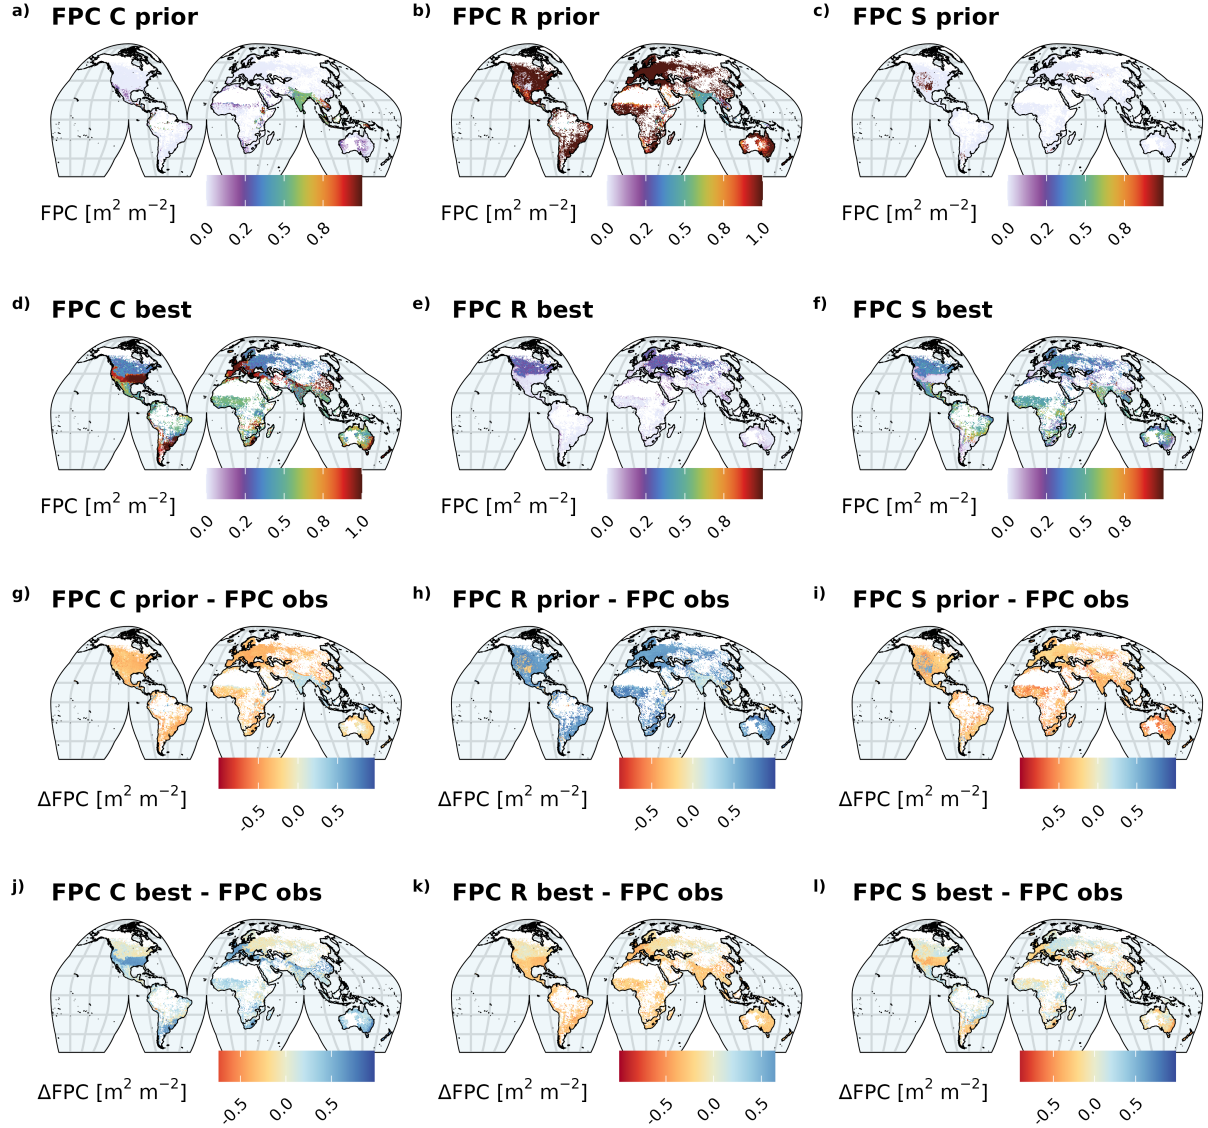 a) FPC C prior
b) FPC R prior
c) FPC S prior
FPC [m² m⁻²]
0.0 0.2 0.5 0.8
FPC [m² m⁻²]
0.0 0.2 0.5 0.8 1.0
FPC [m² m⁻²]
0.0 0.2 0.5 0.8
d) FPC C best
e) FPC R best
f) FPC S best
FPC [m² m⁻²]
0.0 0.2 0.5 0.8 1.0
FPC [m² m⁻²]
0.0 0.2 0.5 0.8
FPC [m² m⁻²]
0.0 0.2 0.5 0.8
g) FPC C prior - FPC obs
h) FPC R prior - FPC obs
i) FPC S prior - FPC obs
ΔFPC [m² m⁻²]
-0.5 0.0 0.5
ΔFPC [m² m⁻²]
-0.5 0.0 0.5
ΔFPC [m² m⁻²]
-0.5 0.0 0.5
j) FPC C best - FPC obs
k) FPC R best - FPC obs
l) FPC S best - FPC obs
ΔFPC [m² m⁻²]
-0.5 0.0 0.5
ΔFPC [m² m⁻²]
-0.5 0.0 0.5
ΔFPC [m² m⁻²]
-0.5 0.0 0.5